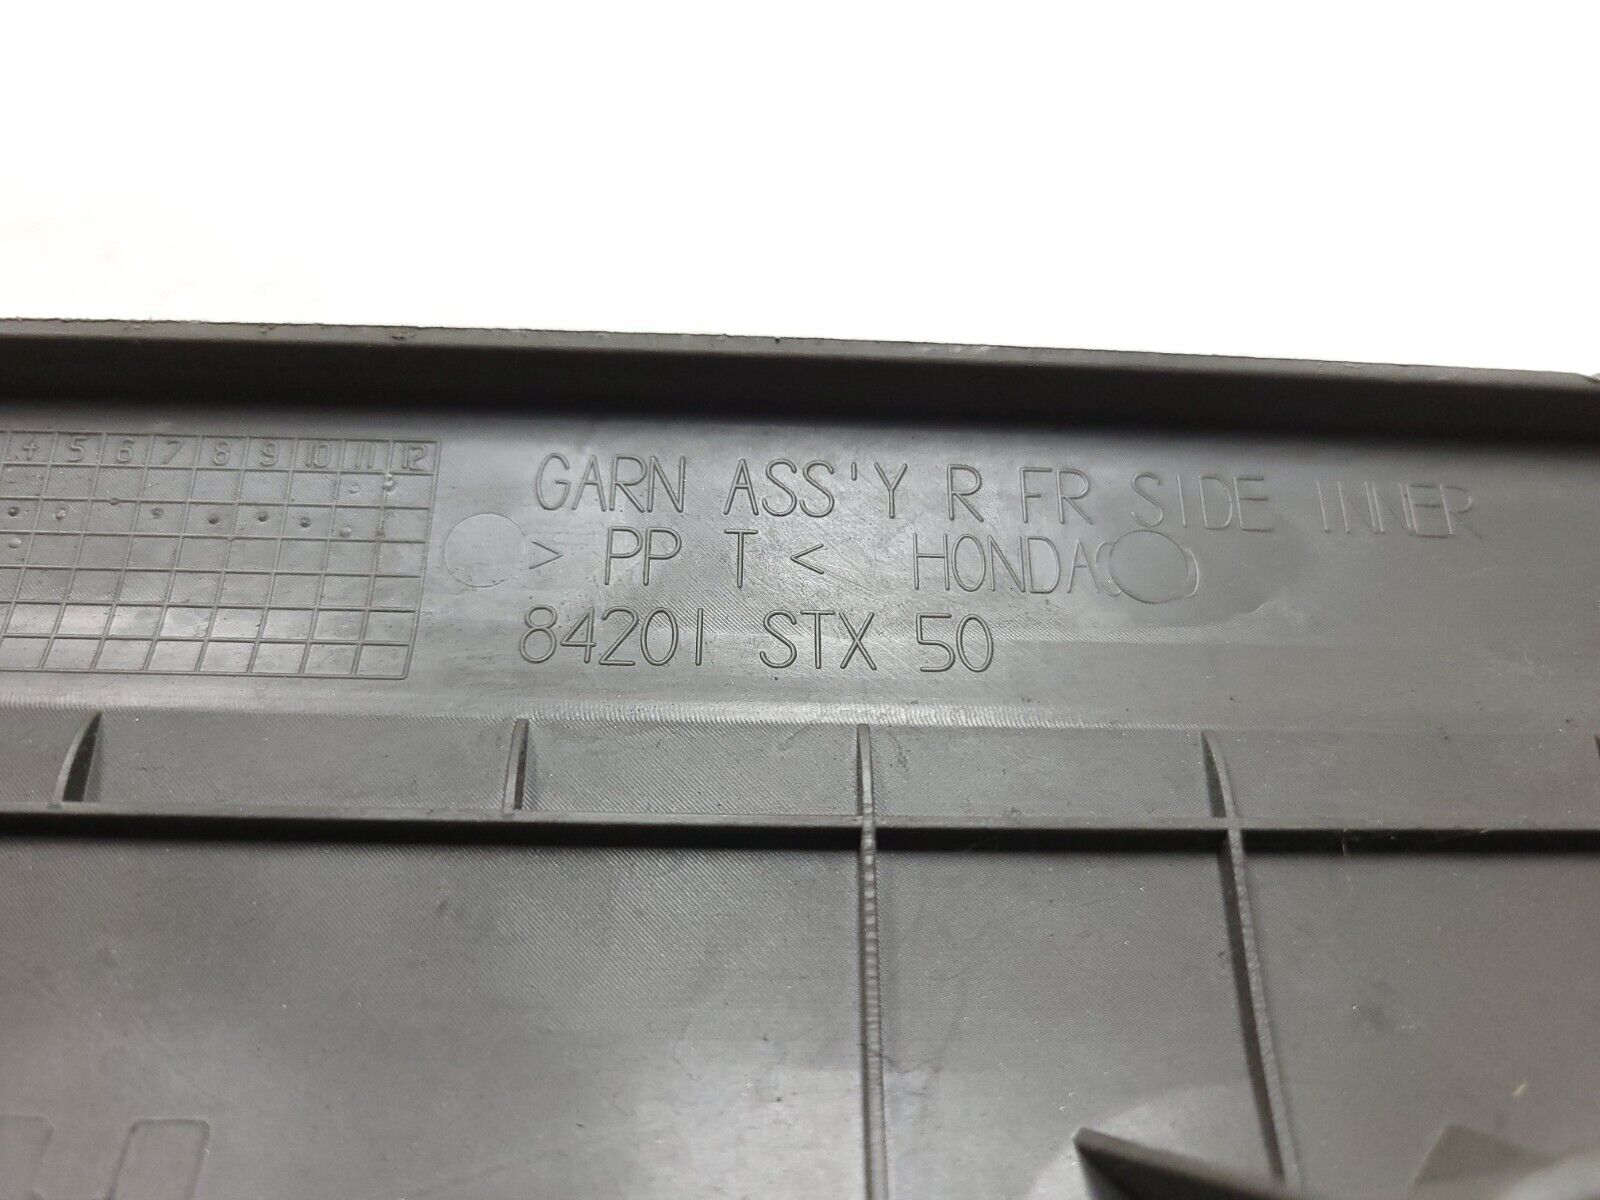 4 5 6 7 8 9 10 11 12
GARN ASS'Y R FR SIDE INNER
> PP T < HONDA
84201 STX 50